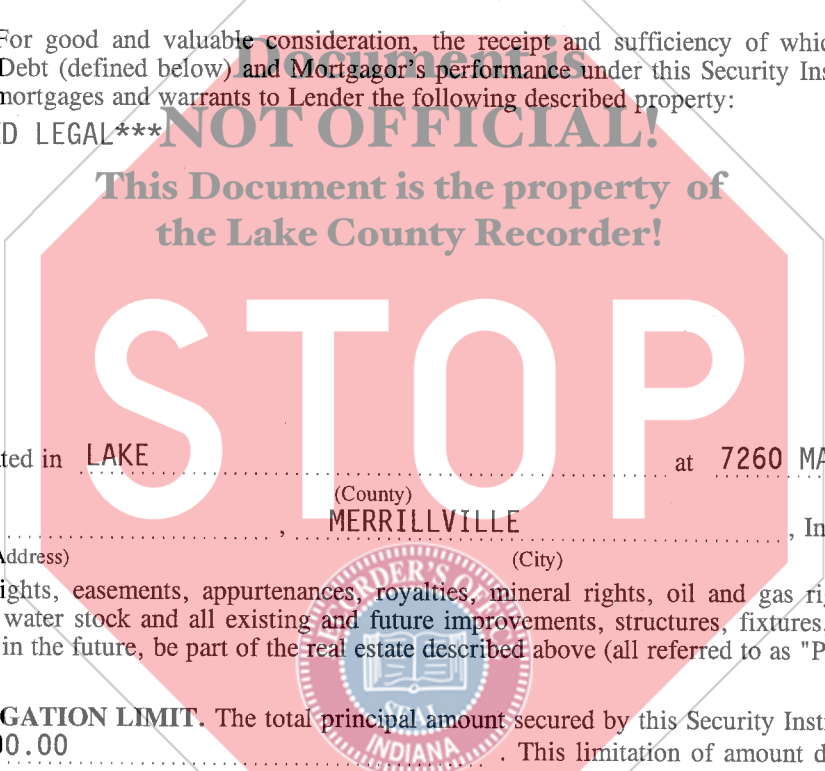 For good and valuable consideration, the receipt and sufficiency of whic
Document is
Debt (defined below) and Mortgagor's performance under this Security Ins
mortgages and warrants to Lender the following described property:
D LEGAL***
NOT OFFICIAL!
This Document is the property of
the Lake County Recorder!
STOP
ted in LAKE at 7260 MA
(County)
, MERRILLVILLE , In
Address) (City)
ights, easements, appurtenances, royalties, mineral rights, oil and gas ri
water stock and all existing and future improvements, structures, fixtures,
in the future, be part of the real estate described above (all referred to as "P
GATION LIMIT. The total principal amount secured by this Security Inst
00.00 . This limitation of amount d
RECORDER'S OFFICE
SEAL
INDIANA